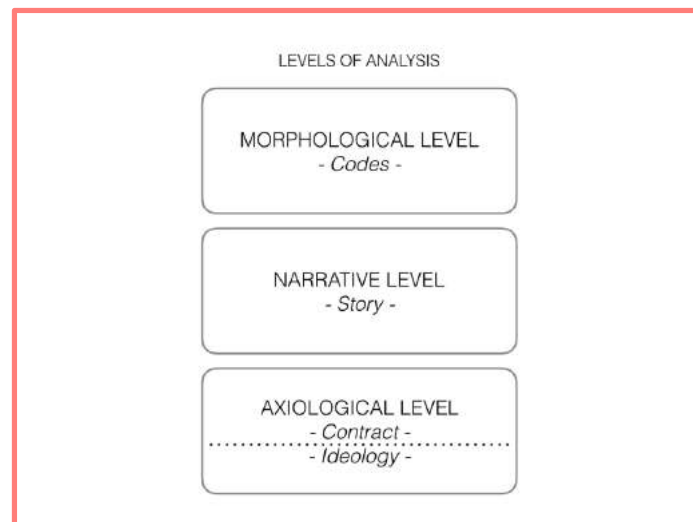 LEVELS OF ANALYSIS
MORPHOLOGICAL LEVEL
- Codes -
NARRATIVE LEVEL
- Story -
AXIOLOGICAL LEVEL
- Contract -
- Ideology -